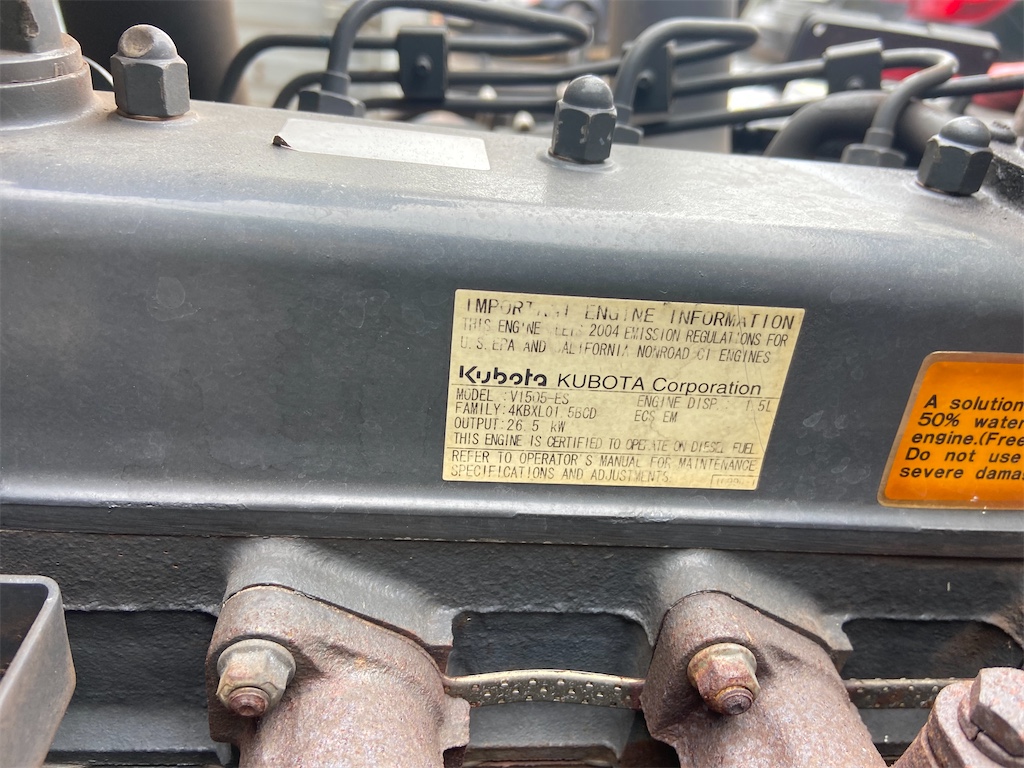 ENGINE INFORMATION
THIS ENGINE 2004 EMISSION REGULATIONS FOR
U.S. EPA AND CALIFORNIA NONROAD CI ENGINES
Kubota KUBOTA Corporation
MODEL :V1505-ES ENGINE DISP. 1.5L
FAMILY:4KBXL01.5BCD ECS EM
OUTPUT:26.5 kW
THIS ENGINE IS CERTIFIED TO OPERATE ON DIESEL FUEL
REFER TO OPERATOR'S MANUAL FOR MAINTENANCE
SPECIFICATIONS AND ADJUSTMENTS.
A solution
50% water
engine.(Free
Do not use
severe dama